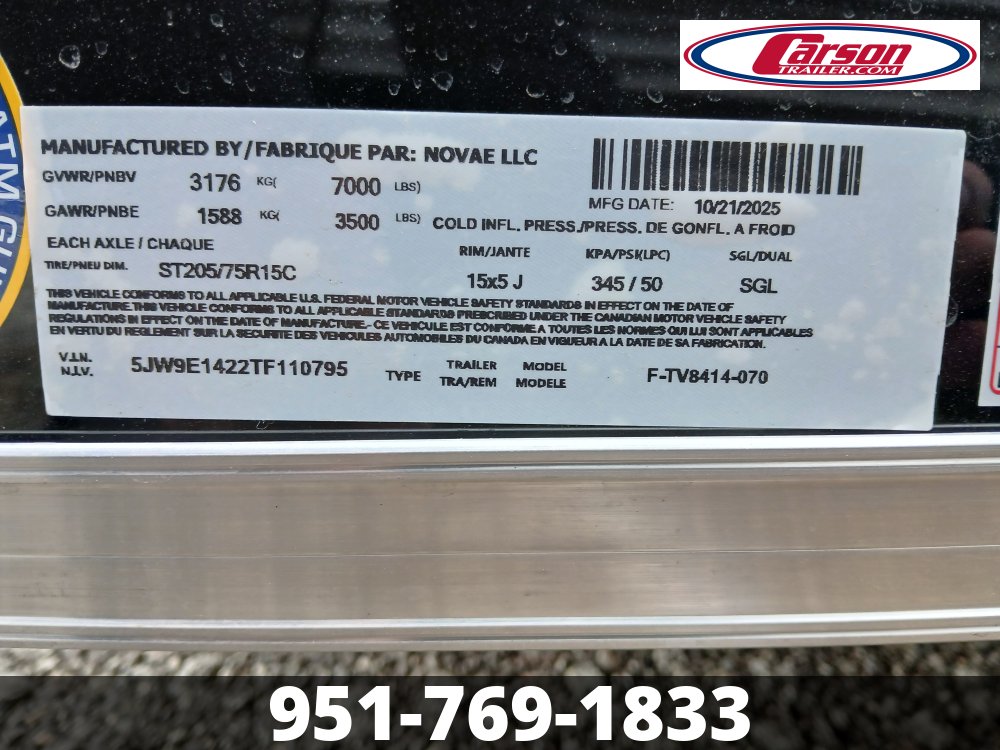 Carson
TRAILER.COM
ATM GU
MANUFACTURED BY/FABRIQUE PAR: NOVAE LLC
GVWR/PNBV 3176 KG( 7000 LBS)
GAWR/PNBE 1588 KG( 3500 LBS)
MFG DATE: 10/21/2025
COLD INFL. PRESS./PRESS. DE GONFL. A FROID
EACH AXLE / CHAQUE
RIM/JANTE KPA/PSI(LPC) SGL/DUAL
TIRE/PNEU DIM. ST205/75R15C 15x5 J 345 / 50 SGL
THIS VEHICLE CONFORMS TO ALL APPLICABLE U.S. FEDERAL MOTOR VEHICLE SAFETY STANDARDS IN EFFECT ON THE DATE OF
MANUFACTURE.THIS VEHICLE CONFORMS TO ALL APPLICABLE STANDARDS PRESCRIBED UNDER THE CANADIAN MOTOR VEHICLE SAFETY
REGULATIONS IN EFFECT ON THE DATE OF MANUFACTURE.- CE VEHICULE EST CONFORME A TOUTES LES NORMES QUI LUI SONT APPLICABLES
EN VERTU DU REGLEMENT SUR LA SECURITE DES VEHICULES AUTOMOBILES DU CANADA EN VIGUEUR A LA DATE DE SA FABRICATION.
V.I.N. 5JW9E1422TF110795 TRAILER MODEL
N.I.V. TYPE TRA/REM MODELE F-TV8414-070
951-769-1833